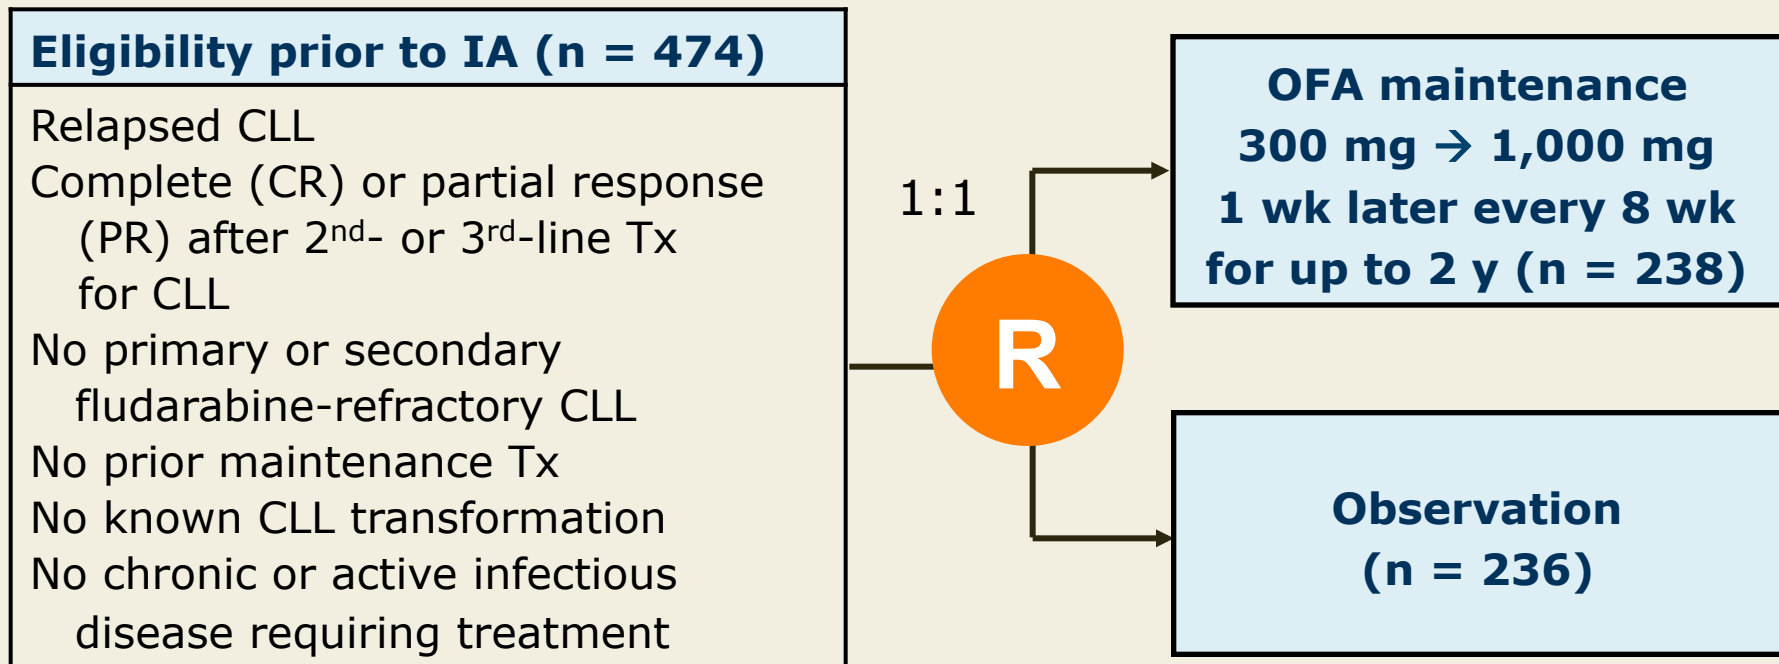 Eligibility prior to IA (n = 474)
Relapsed CLL
Complete (CR) or partial response
(PR) after 2nd- or 3rd-line Tx
for CLL
No primary or secondary
fludarabine-refractory CLL
No prior maintenance Tx
No known CLL transformation
No chronic or active infectious
disease requiring treatment
1:1
R
OFA maintenance
300 mg → 1,000 mg
1 wk later every 8 wk
for up to 2 y (n = 238)
Observation
(n = 236)